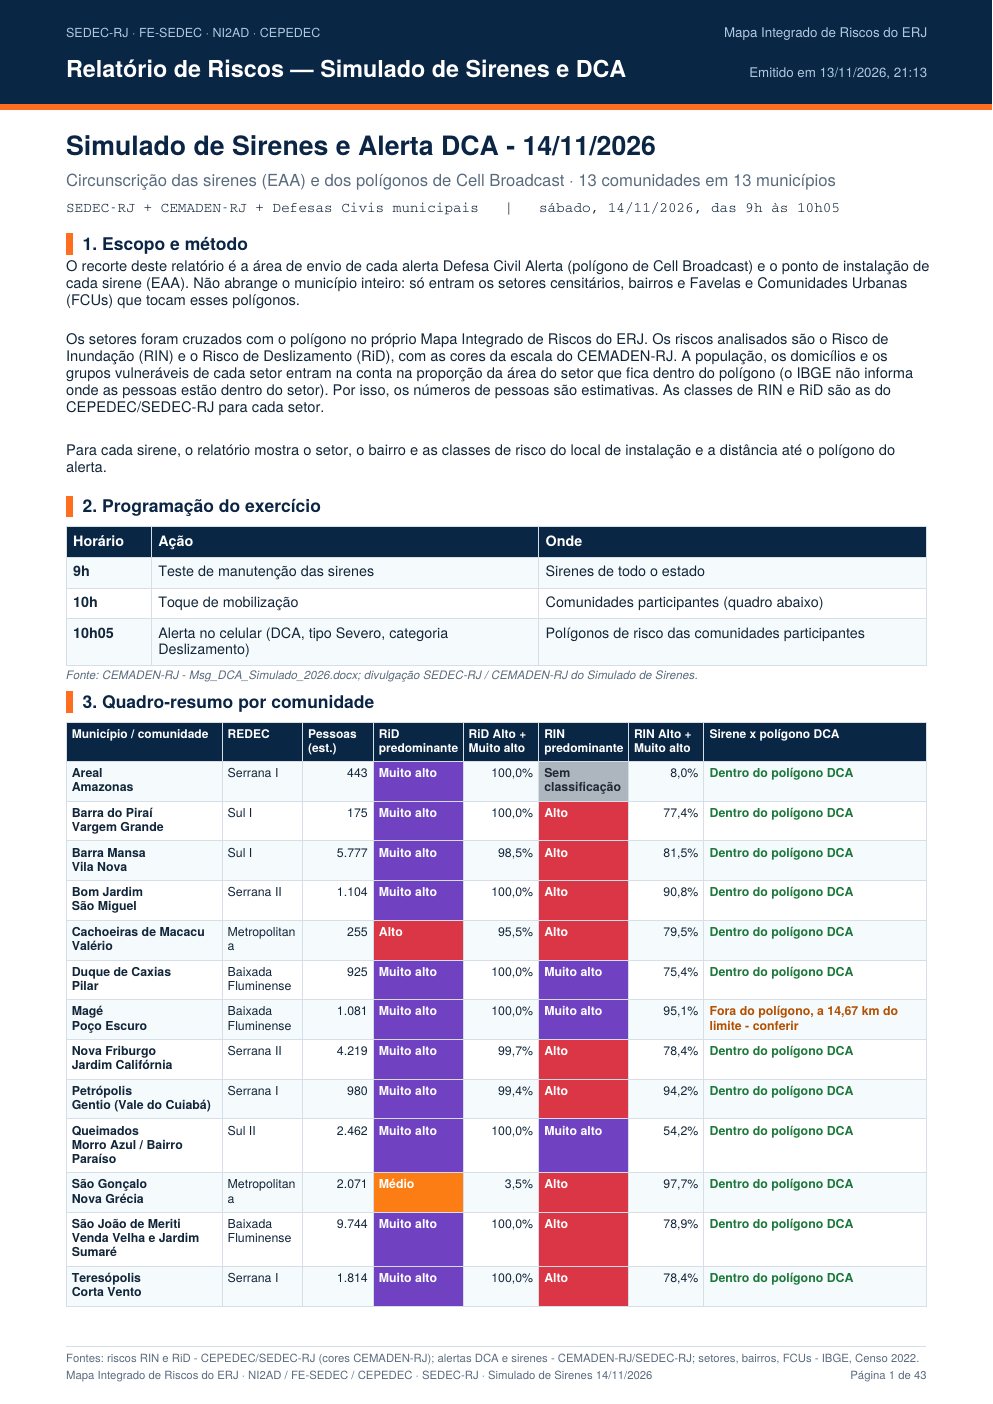 SEDEC-RJ · FE-SEDEC · NI2AD · CEPEDEC
Mapa Integrado de Riscos do ERJ
Relatório de Riscos — Simulado de Sirenes e DCA
Emitido em 13/11/2026, 21:13
Simulado de Sirenes e Alerta DCA - 14/11/2026
Circunscrição das sirenes (EAA) e dos polígonos de Cell Broadcast · 13 comunidades em 13 municípios
SEDEC-RJ + CEMADEN-RJ + Defesas Civis municipais | sábado, 14/11/2026, das 9h às 10h05
1. Escopo e método
O recorte deste relatório é a área de envio de cada alerta Defesa Civil Alerta (polígono de Cell Broadcast) e o ponto de instalação de
cada sirene (EAA). Não abrange o município inteiro: só entram os setores censitários, bairros e Favelas e Comunidades Urbanas
(FCUs) que tocam esses polígonos.
Os setores foram cruzados com o polígono no próprio Mapa Integrado de Riscos do ERJ. Os riscos analisados são o Risco de
Inundação (RIN) e o Risco de Deslizamento (RiD), com as cores da escala do CEMADEN-RJ. A população, os domicílios e os
grupos vulneráveis de cada setor entram na conta na proporção da área do setor que fica dentro do polígono (o IBGE não informa
onde as pessoas estão dentro do setor). Por isso, os números de pessoas são estimativas. As classes de RIN e RiD são as do
CEPEDEC/SEDEC-RJ para cada setor.
Para cada sirene, o relatório mostra o setor, o bairro e as classes de risco do local de instalação e a distância até o polígono do
alerta.
2. Programação do exercício
Horário Ação Onde
9h Teste de manutenção das sirenes Sirenes de todo o estado
10h Toque de mobilização Comunidades participantes (quadro abaixo)
10h05 Alerta no celular (DCA, tipo Severo, categoria Polígonos de risco das comunidades participantes
Deslizamento)
Fonte: CEMADEN-RJ - Msg_DCA_Simulado_2026.docx; divulgação SEDEC-RJ / CEMADEN-RJ do Simulado de Sirenes.
3. Quadro-resumo por comunidade
Município / comunidade REDEC Pessoas RiD RiD Alto + RIN RIN Alto + Sirene x polígono DCA
(est.) predominante Muito alto predominante Muito alto
Areal Serrana I 443 Muito alto 100,0% Sem 8,0% Dentro do polígono DCA
Amazonas classificação
Barra do Piraí Sul I 175 Muito alto 100,0% Alto 77,4% Dentro do polígono DCA
Vargem Grande
Barra Mansa Sul I 5.777 Muito alto 98,5% Alto 81,5% Dentro do polígono DCA
Vila Nova
Bom Jardim Serrana II 1.104 Muito alto 100,0% Alto 90,8% Dentro do polígono DCA
São Miguel
Cachoeiras de Macacu Metropolitan 255 Alto 95,5% Alto 79,5% Dentro do polígono DCA
Valério a
Duque de Caxias Baixada 925 Muito alto 100,0% Muito alto 75,4% Dentro do polígono DCA
Pilar Fluminense
Magé Baixada 1.081 Muito alto 100,0% Muito alto 95,1% Fora do polígono, a 14,67 km do
Poço Escuro Fluminense limite - conferir
Nova Friburgo Serrana II 4.219 Muito alto 99,7% Alto 78,4% Dentro do polígono DCA
Jardim Califórnia
Petrópolis Serrana I 980 Muito alto 99,4% Alto 94,2% Dentro do polígono DCA
Gentio (Vale do Cuiabá)
Queimados Sul II 2.462 Muito alto 100,0% Muito alto 54,2% Dentro do polígono DCA
Morro Azul / Bairro
Paraíso
São Gonçalo Metropolitan 2.071 Médio 3,5% Alto 97,7% Dentro do polígono DCA
Nova Grécia a
São João de Meriti Baixada 9.744 Muito alto 100,0% Alto 78,9% Dentro do polígono DCA
Venda Velha e Jardim Fluminense
Sumaré
Teresópolis Serrana I 1.814 Muito alto 100,0% Alto 78,4% Dentro do polígono DCA
Corta Vento
Fontes: riscos RIN e RiD - CEPEDEC/SEDEC-RJ (cores CEMADEN-RJ); alertas DCA e sirenes - CEMADEN-RJ/SEDEC-RJ; setores, bairros, FCUs - IBGE, Censo 2022.
Mapa Integrado de Riscos do ERJ · NI2AD / FE-SEDEC / CEPEDEC · SEDEC-RJ · Simulado de Sirenes 14/11/2026
Página 1 de 43